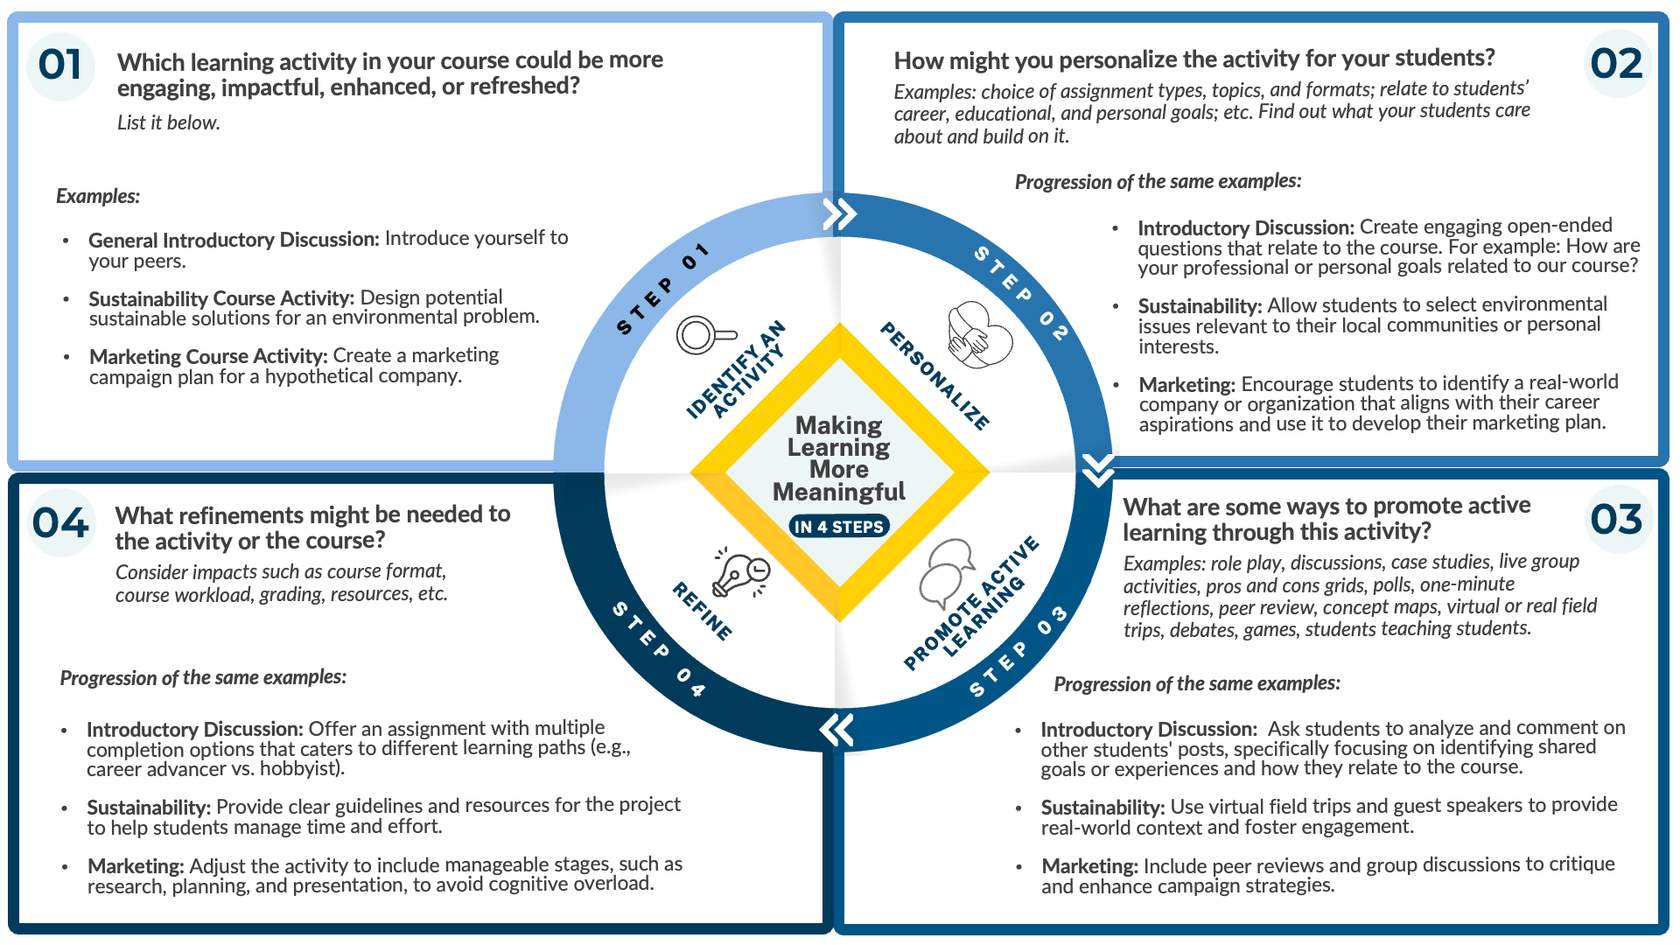 01
Which learning activity in your course could be more
engaging, impactful, enhanced, or refreshed?
List it below.
Examples:
• General Introductory Discussion: Introduce yourself to
your peers.
• Sustainability Course Activity: Design potential
sustainable solutions for an environmental problem.
• Marketing Course Activity: Create a marketing
campaign plan for a hypothetical company.
02
How might you personalize the activity for your students?
Examples: choice of assignment types, topics, and formats; relate to students’
career, educational, and personal goals; etc. Find out what your students care
about and build on it.
Progression of the same examples:
• Introductory Discussion: Create engaging open-ended
questions that relate to the course. For example: How are
your professional or personal goals related to our course?
• Sustainability: Allow students to select environmental
issues relevant to their local communities or personal
interests.
• Marketing: Encourage students to identify a real-world
company or organization that aligns with their career
aspirations and use it to develop their marketing plan.
STEP 01
IDENTIFY AN
ACTIVITY
STEP 02
PERSONALIZE
Making
Learning
More
Meaningful
IN 4 STEPS
STEP 03
PROMOTE ACTIVE
LEARNING
STEP 04
REFINE
03
What are some ways to promote active
learning through this activity?
Examples: role play, discussions, case studies, live group
activities, pros and cons grids, polls, one-minute
reflections, peer review, concept maps, virtual or real field
trips, debates, games, students teaching students.
Progression of the same examples:
• Introductory Discussion: Ask students to analyze and comment on
other students' posts, specifically focusing on identifying shared
goals or experiences and how they relate to the course.
• Sustainability: Use virtual field trips and guest speakers to provide
real-world context and foster engagement.
• Marketing: Include peer reviews and group discussions to critique
and enhance campaign strategies.
04
What refinements might be needed to
the activity or the course?
Consider impacts such as course format,
course workload, grading, resources, etc.
Progression of the same examples:
• Introductory Discussion: Offer an assignment with multiple
completion options that caters to different learning paths (e.g.,
career advancer vs. hobbyist).
• Sustainability: Provide clear guidelines and resources for the project
to help students manage time and effort.
• Marketing: Adjust the activity to include manageable stages, such as
research, planning, and presentation, to avoid cognitive overload.